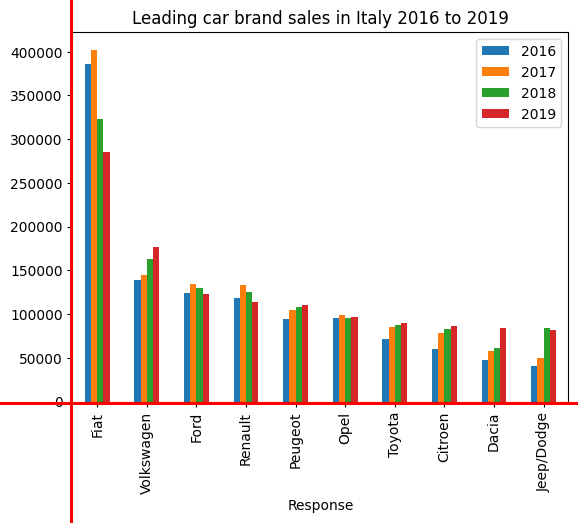 Leading car brand sales in Italy 2016 to 2019
400000
350000
300000
250000
200000
150000
100000
50000
0
2016
2017
2018
2019
Fiat
Volkswagen
Ford
Renault
Peugeot
Opel
Toyota
Citroen
Dacia
Jeep/Dodge
Response